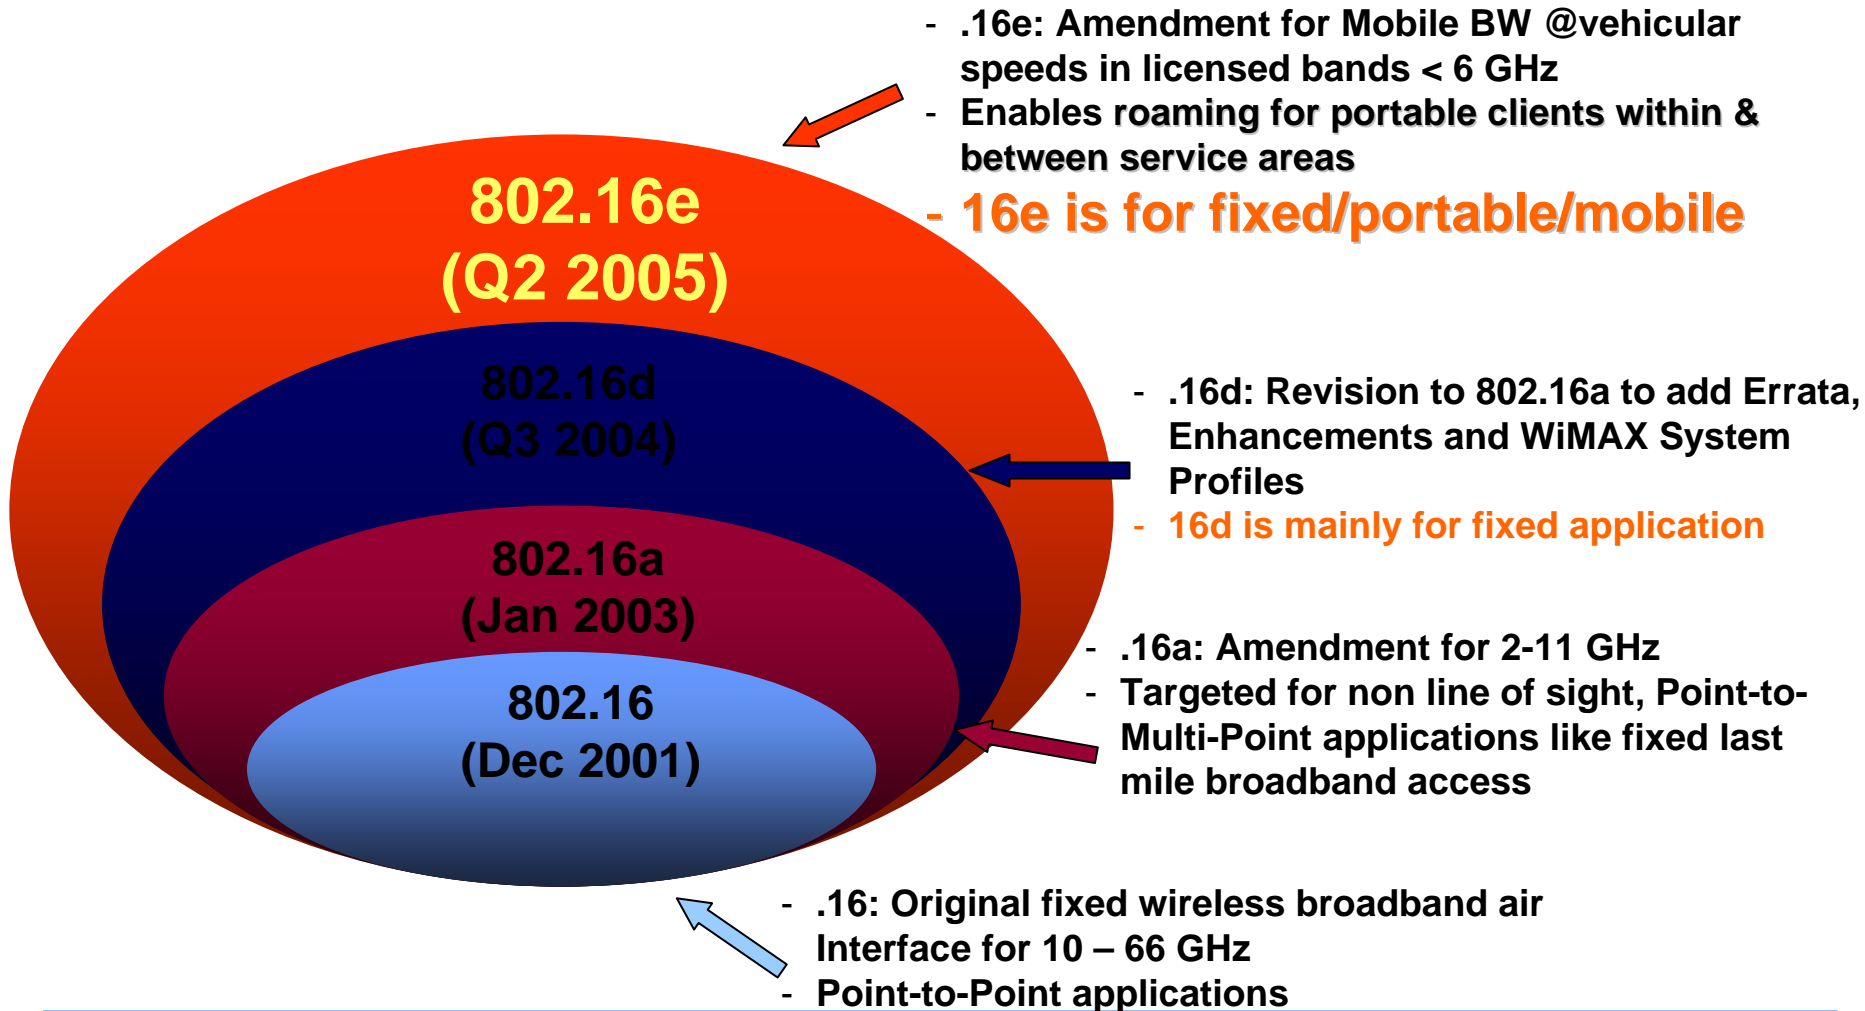 - .16e: Amendment for Mobile BW @vehicular
speeds in licensed bands < 6 GHz
- Enables roaming for portable clients within &
between service areas
- 16e is for fixed/portable/mobile
802.16e
(Q2 2005)
802.16d
(Q3 2004)
- .16d: Revision to 802.16a to add Errata,
Enhancements and WiMAX System
Profiles
- 16d is mainly for fixed application
802.16a
(Jan 2003)
- .16a: Amendment for 2-11 GHz
- Targeted for non line of sight, Point-to-
Multi-Point applications like fixed last
mile broadband access
802.16
(Dec 2001)
- .16: Original fixed wireless broadband air
Interface for 10 – 66 GHz
- Point-to-Point applications